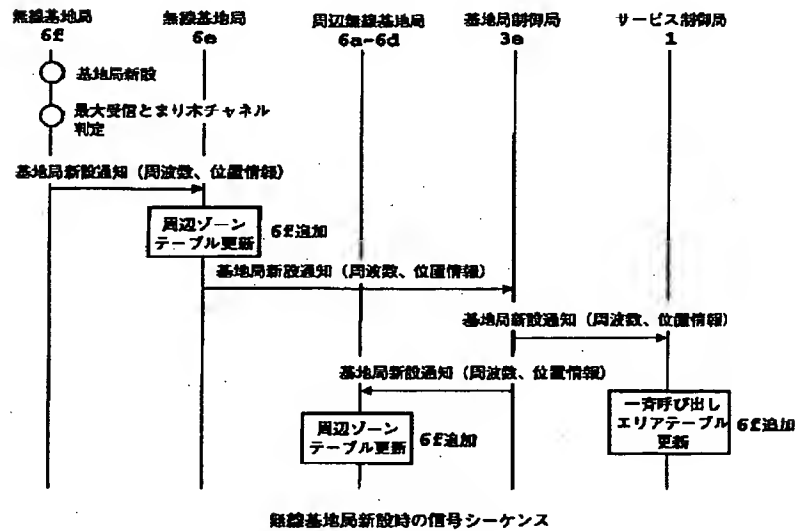 無線基地局
6f
無線基地局
6e
周辺無線基地局
6a-6d
基地局制御局
3e
サービス制御局
1
基地局新設
最大受信とまり木チャネル
判定
基地局新設通知（周波数、位置情報）
周辺ゾーン
テーブル更新
6f追加
基地局新設通知（周波数、位置情報）
基地局新設通知（周波数、位置情報）
基地局新設通知（周波数、位置情報）
周辺ゾーン
テーブル更新
6f追加
一斉呼び出し
エリアテーブル
更新
6f追加
無線基地局新設時の信号シーケンス